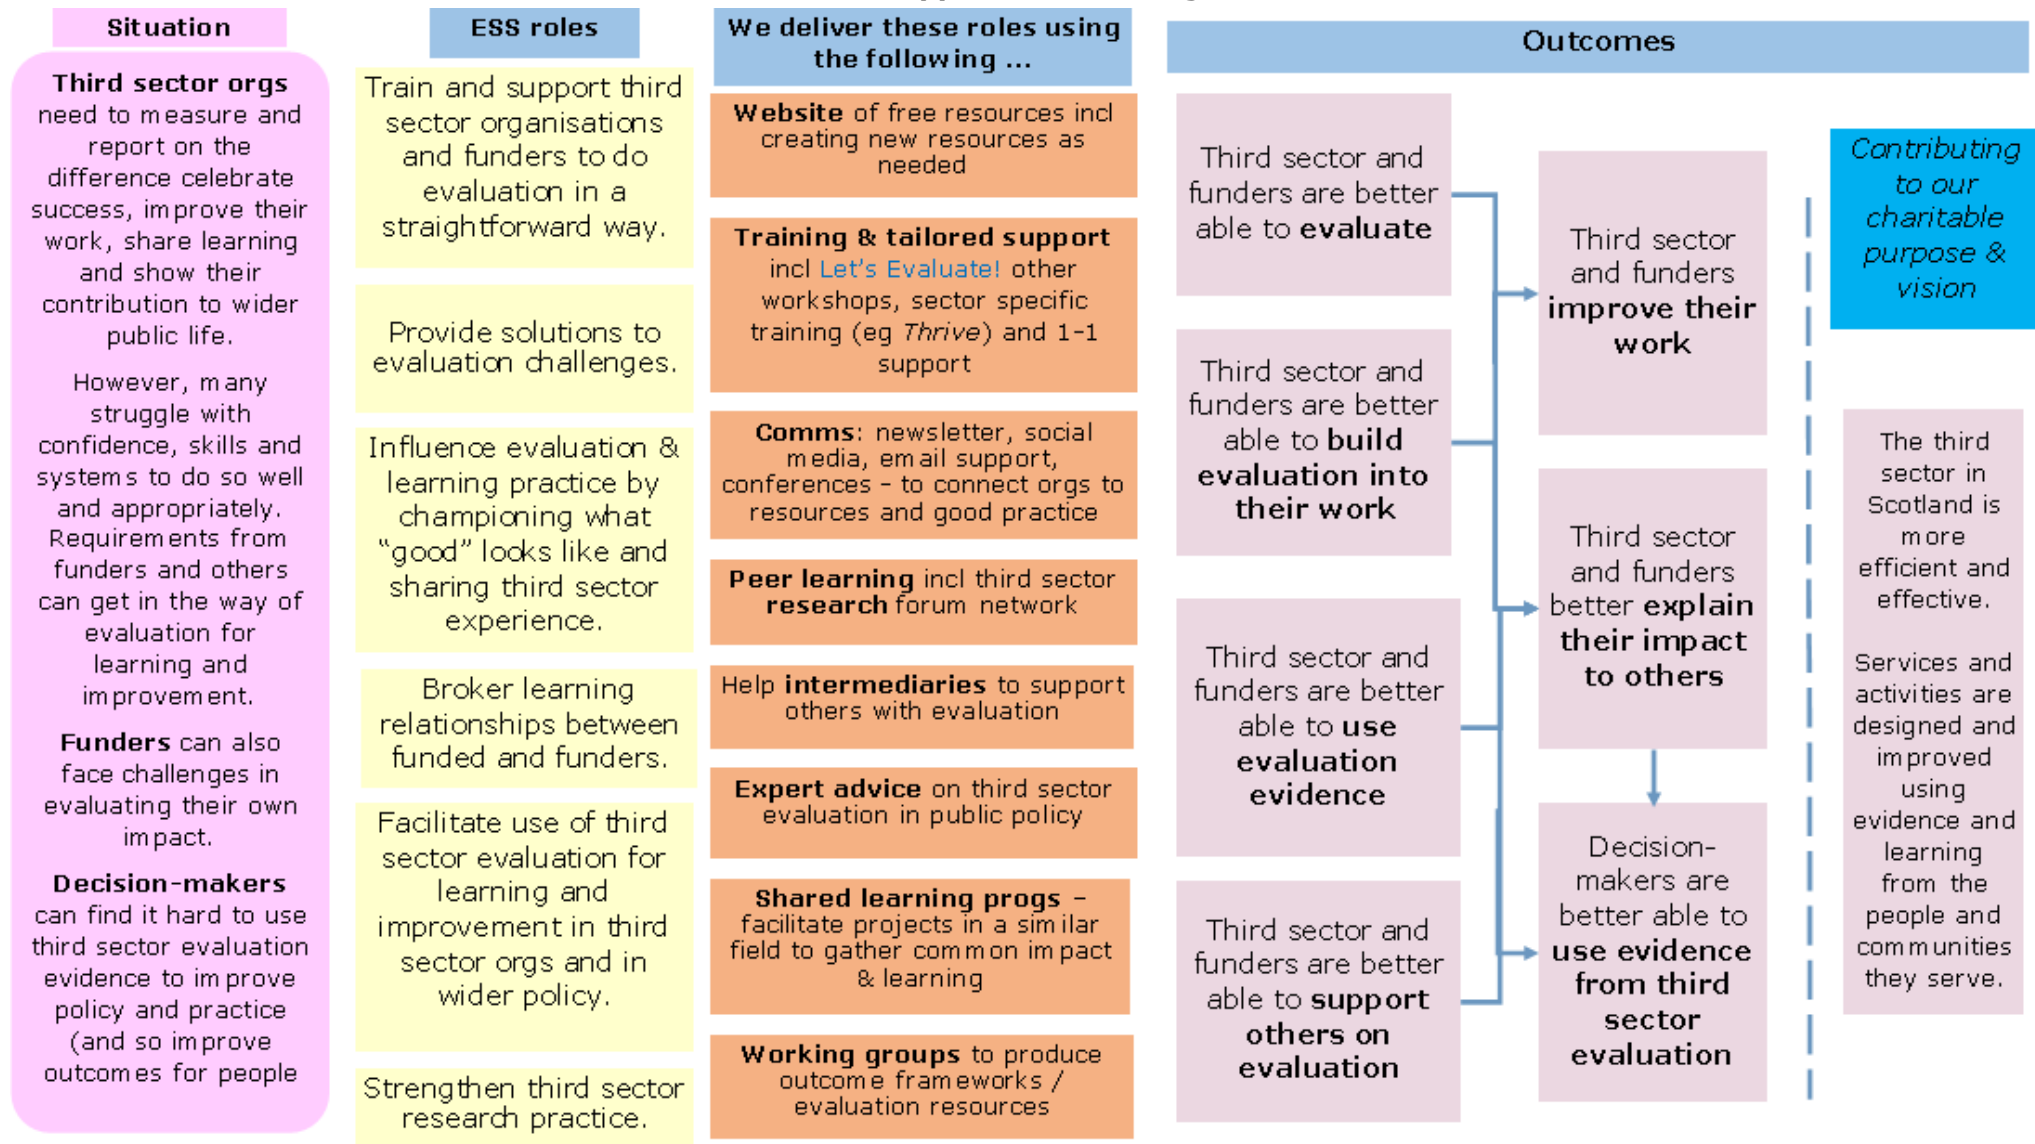 Situation
Third sector orgs
need to measure and
report on the
difference celebrate
success, improve their
work, share learning
and show their
contribution to wider
public life.
However, many
struggle with
confidence, skills and
systems to do so well
and appropriately.
Requirements from
funders and others
can get in the way of
evaluation for
learning and
improvement.
Funders can also
face challenges in
evaluating their own
impact.
Decision-makers
can find it hard to use
third sector evaluation
evidence to improve
policy and practice
(and so improve
outcomes for people
ESS roles
Train and support third
sector organisations
and funders to do
evaluation in a
straightforward way.
Provide solutions to
evaluation challenges.
Influence evaluation &
learning practice by
championing what
“good” looks like and
sharing third sector
experience.
Broker learning
relationships between
funded and funders.
Facilitate use of third
sector evaluation for
learning and
improvement in third
sector orgs and in
wider policy.
Strengthen third sector
research practice.
We deliver these roles using
the following ...
Website of free resources incl
creating new resources as
needed
Training & tailored support
incl Let's Evaluate! other
workshops, sector specific
training (eg Thrive) and 1-1
support
Comms: newsletter, social
media, email support,
conferences - to connect orgs to
resources and good practice
Peer learning incl third sector
research forum network
Help intermediaries to support
others with evaluation
Expert advice on third sector
evaluation in public policy
Shared learning progs –
facilitate projects in a similar
field to gather common impact
& learning
Working groups to produce
outcome frameworks /
evaluation resources
Outcomes
Third sector and
funders are better
able to evaluate
Third sector and
funders are better
able to build
evaluation into
their work
Third sector and
funders are better
able to use
evaluation
evidence
Third sector and
funders are better
able to support
others on
evaluation
Third sector
and funders
improve their
work
Third sector
and funders
better explain
their impact
to others
Decision-
makers are
better able to
use evidence
from third
sector
evaluation
Contributing
to our
charitable
purpose &
vision
The third
sector in
Scotland is
more
efficient and
effective.
Services and
activities are
designed and
improved
using
evidence and
learning
from the
people and
communities
they serve.